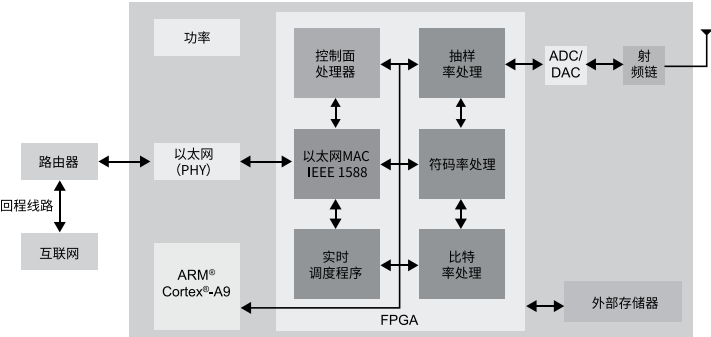 功率
控制面
处理器
抽样
率处理
ADC/
DAC
射
频链
路由器
以太网
(PHY)
以太网MAC
IEEE 1588
符码率处理
回程线路
互联网
ARM®
Cortex®-A9
实时
调度程序
比特
率处理
外部存储器
FPGA